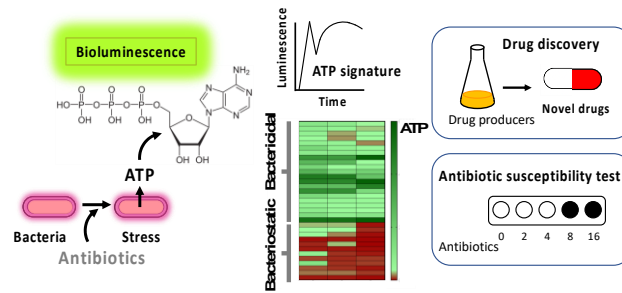 Bioluminescence
NH₂
N
N
N
N
O
O
O
HO-P-O-P-O-P-O
OH
OH
OH
O
OH
OH
ATP
Bacteria
Stress
Antibiotics
Luminescence
ATP signature
Time
Bactericidal
Bacteriostatic
ATP
Drug discovery
Drug producers
Novel drugs
Antibiotic susceptibility test
0 2 4 8 16
Antibiotics